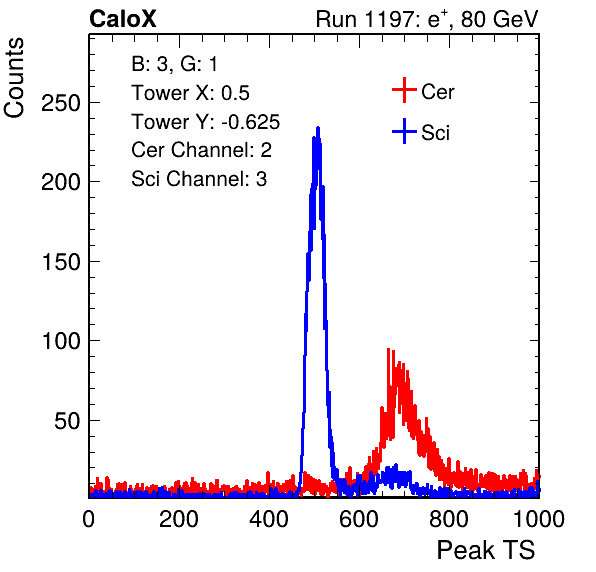 CaloX
Run 1197: e+, 80 GeV
Counts
B: 3, G: 1
Tower X: 0.5
Tower Y: -0.625
Cer Channel: 2
Sci Channel: 3
Cer
Sci
250
200
150
100
50
0 200 400 600 800 1000
Peak TS